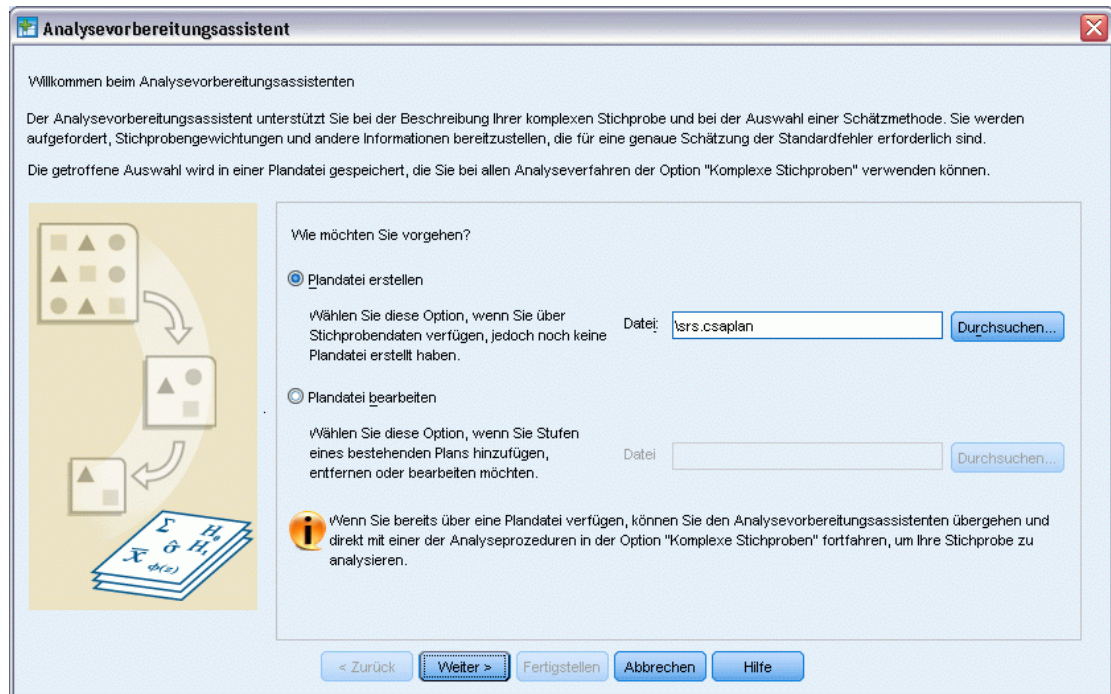 Analysevorbereitungsassistent
Willkommen beim Analysevorbereitungsassistenten
Der Analysevorbereitungsassistent unterstützt Sie bei der Beschreibung Ihrer komplexen Stichprobe und bei der Auswahl einer Schätzmethode. Sie werden
aufgefordert, Stichprobengewichtungen und andere Informationen bereitzustellen, die für eine genaue Schätzung der Standardfehler erforderlich sind.
Die getroffene Auswahl wird in einer Plandatei gespeichert, die Sie bei allen Analyseverfahren der Option "Komplexe Stichproben" verwenden können.
Wie möchten Sie vorgehen?
Plandatei erstellen
Wählen Sie diese Option, wenn Sie über
Stichprobendaten verfügen, jedoch noch keine
Plandatei erstellt haben.
Datei: \srs.csaplan Durchsuchen...
Plandatei bearbeiten
Wählen Sie diese Option, wenn Sie Stufen
eines bestehenden Plans hinzufügen,
entfernen oder bearbeiten möchten.
Datei Durchsuchen...
Wenn Sie bereits über eine Plandatei verfügen, können Sie den Analysevorbereitungsassistenten übergehen und
direkt mit einer der Analyseprozeduren in der Option "Komplexe Stichproben" fortfahren, um Ihre Stichprobe zu
analysieren.
Σ H₀
σ̂ H₁
x̄ φ(z)
< Zurück Weiter > Fertigstellen Abbrechen Hilfe